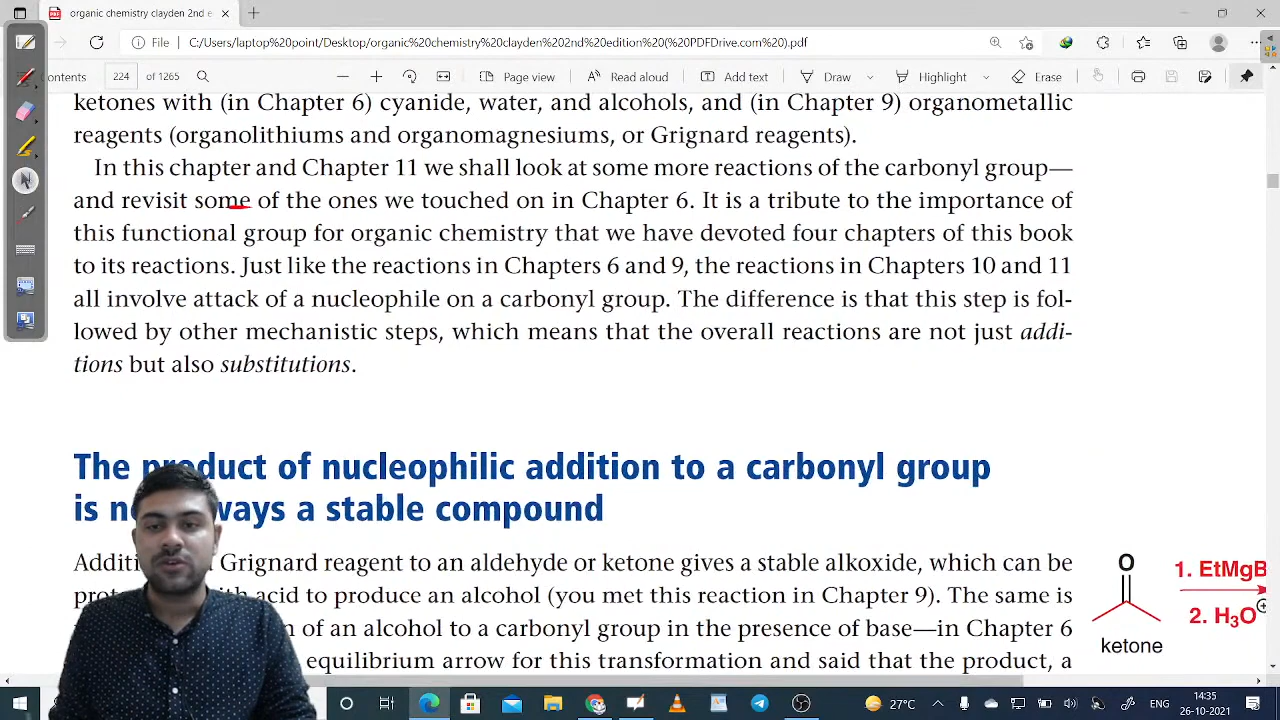 organic chemistry clayden 2nd e
File
C:/Users/laptop%20point/Desktop/organic%20chemistry%20clayden%20nd%20edition(%20PDFDrive.com%20).pdf
ontents
224
of 1265
Page view
Read aloud
Add text
Draw
Highlight
Erase
ketones with (in Chapter 6) cyanide, water, and alcohols, and (in Chapter 9) organometallic
reagents (organolithiums and organomagnesiums, or Grignard reagents).
In this chapter and Chapter 11 we shall look at some more reactions of the carbonyl group—
and revisit some of the ones we touched on in Chapter 6. It is a tribute to the importance of
this functional group for organic chemistry that we have devoted four chapters of this book
to its reactions. Just like the reactions in Chapters 6 and 9, the reactions in Chapters 10 and 11
all involve attack of a nucleophile on a carbonyl group. The difference is that this step is fol-
lowed by other mechanistic steps, which means that the overall reactions are not just addi-
tions but also substitutions.
The product of nucleophilic addition to a carbonyl group
is no ways a stable compound
Additi Grignard reagent to an aldehyde or ketone gives a stable alkoxide, which can be
prot ith acid to produce an alcohol (you met this reaction in Chapter 9). The same is
n of an alcohol to a carbonyl group in the presence of base—in Chapter 6
equilibrium arrow for this transformation and said that the product, a
O
1. EtMgB
2. H₃O
ketone
27°C
ENG
14:35
26-10-2021